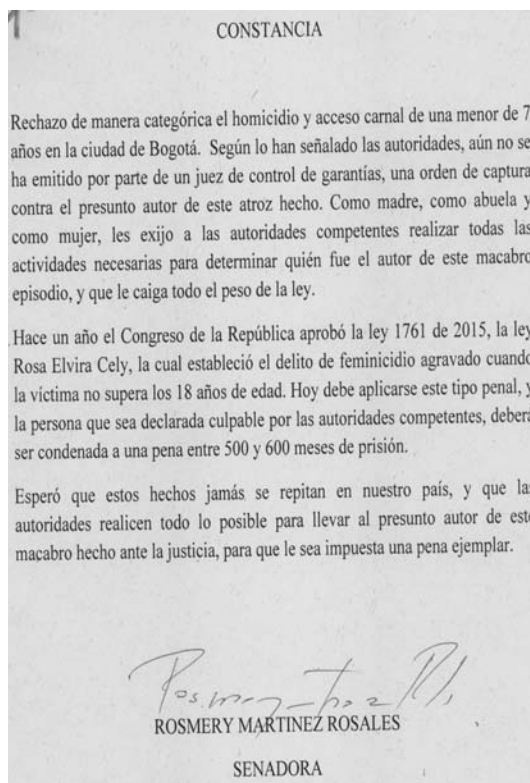 CONSTANCIA
Rechazo de manera categórica el homicidio y acceso carnal de una menor de 7
años en la ciudad de Bogotá. Según lo han señalado las autoridades, aún no se
ha emitido por parte de un juez de control de garantías, una orden de captura
contra el presunto autor de este atroz hecho. Como madre, como abuela y
como mujer, les exijo a las autoridades competentes realizar todas las
actividades necesarias para determinar quién fue el autor de este macabro
episodio, y que le caiga todo el peso de la ley.
Hace un año el Congreso de la República aprobó la ley 1761 de 2015, la ley
Rosa Elvira Cely, la cual estableció el delito de feminicidio agravado cuando
la víctima no supera los 18 años de edad. Hoy debe aplicarse este tipo penal, y
la persona que sea declarada culpable por las autoridades competentes, deberá
ser condenada a una pena entre 500 y 600 meses de prisión.
Esperó que estos hechos jamás se repitan en nuestro país, y que las
autoridades realicen todo lo posible para llevar al presunto autor de este
macabro hecho ante la justicia, para que le sea impuesta una pena ejemplar.
ROSMERY MARTINEZ ROSALES
SENADORA